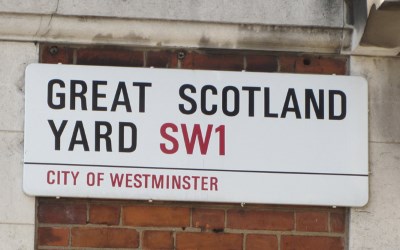 GREAT SCOTLAND
YARD SW1
CITY OF WESTMINSTER